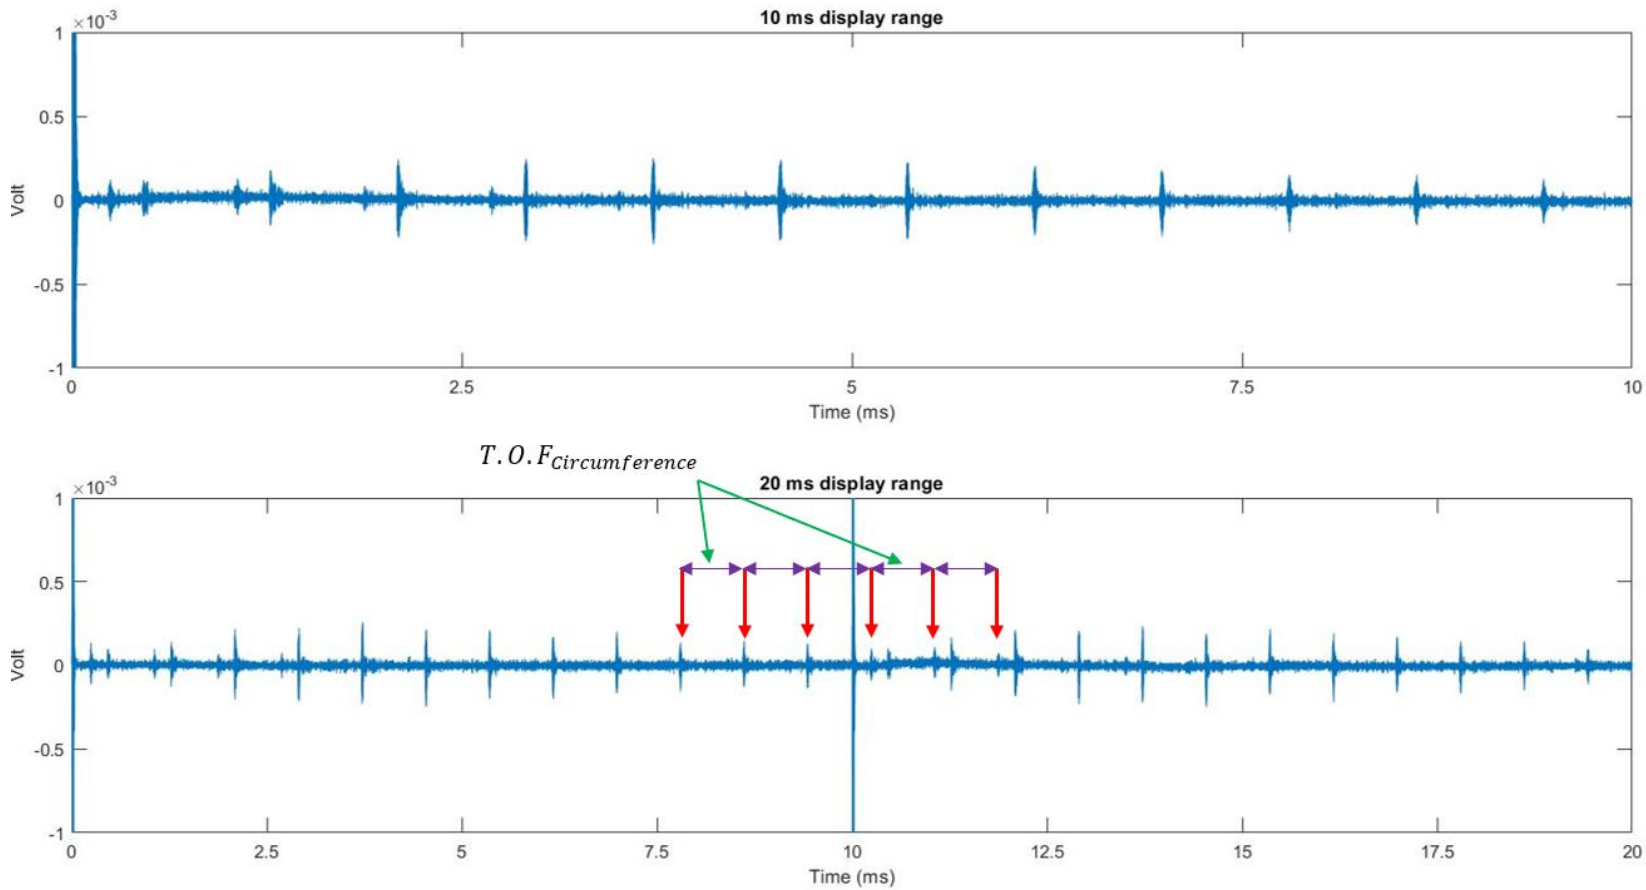 10 ms display range
×10⁻³
1
0.5
0
-0.5
-1
Volt
0 2.5 5 7.5 10
Time (ms)
T.O.F_Circumference
20 ms display range
×10⁻³
1
0.5
0
-0.5
-1
Volt
0 2.5 5 7.5 10 12.5 15 17.5 20
Time (ms)